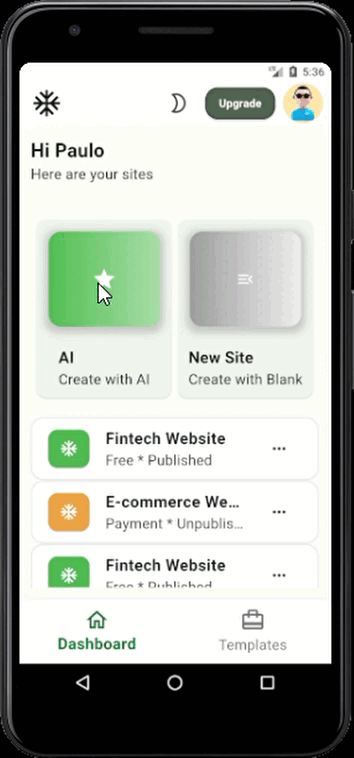 5:36
Upgrade
Hi Paulo
Here are your sites
AI
Create with AI
New Site
Create with Blank
Fintech Website
Free * Published
E-commerce We...
Payment * Unpublis...
Fintech Website
Free * Published
Dashboard
Templates